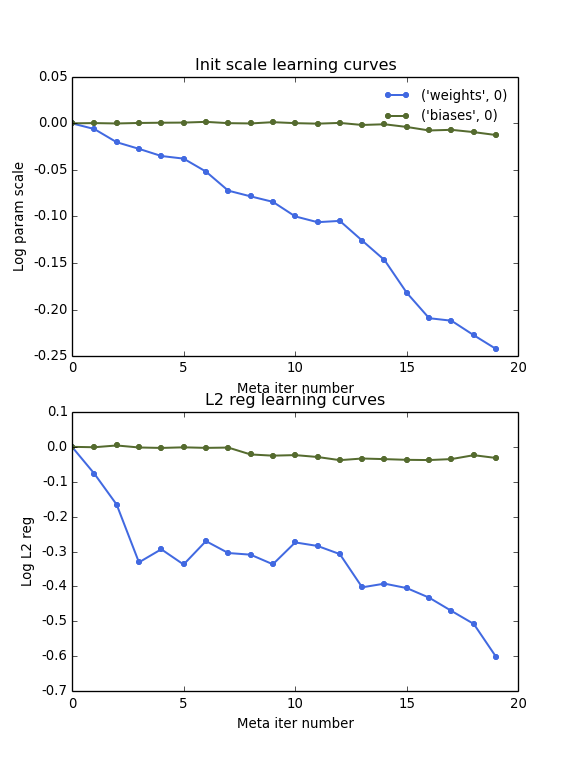 Init scale learning curves
0.05
0.00
-0.05
-0.10
-0.15
-0.20
-0.25
Log param scale
('weights', 0)
('biases', 0)
0 5 10 15 20
Meta iter number
L2 reg learning curves
0.1
0.0
-0.1
-0.2
-0.3
-0.4
-0.5
-0.6
-0.7
Log L2 reg
0 5 10 15 20
Meta iter number